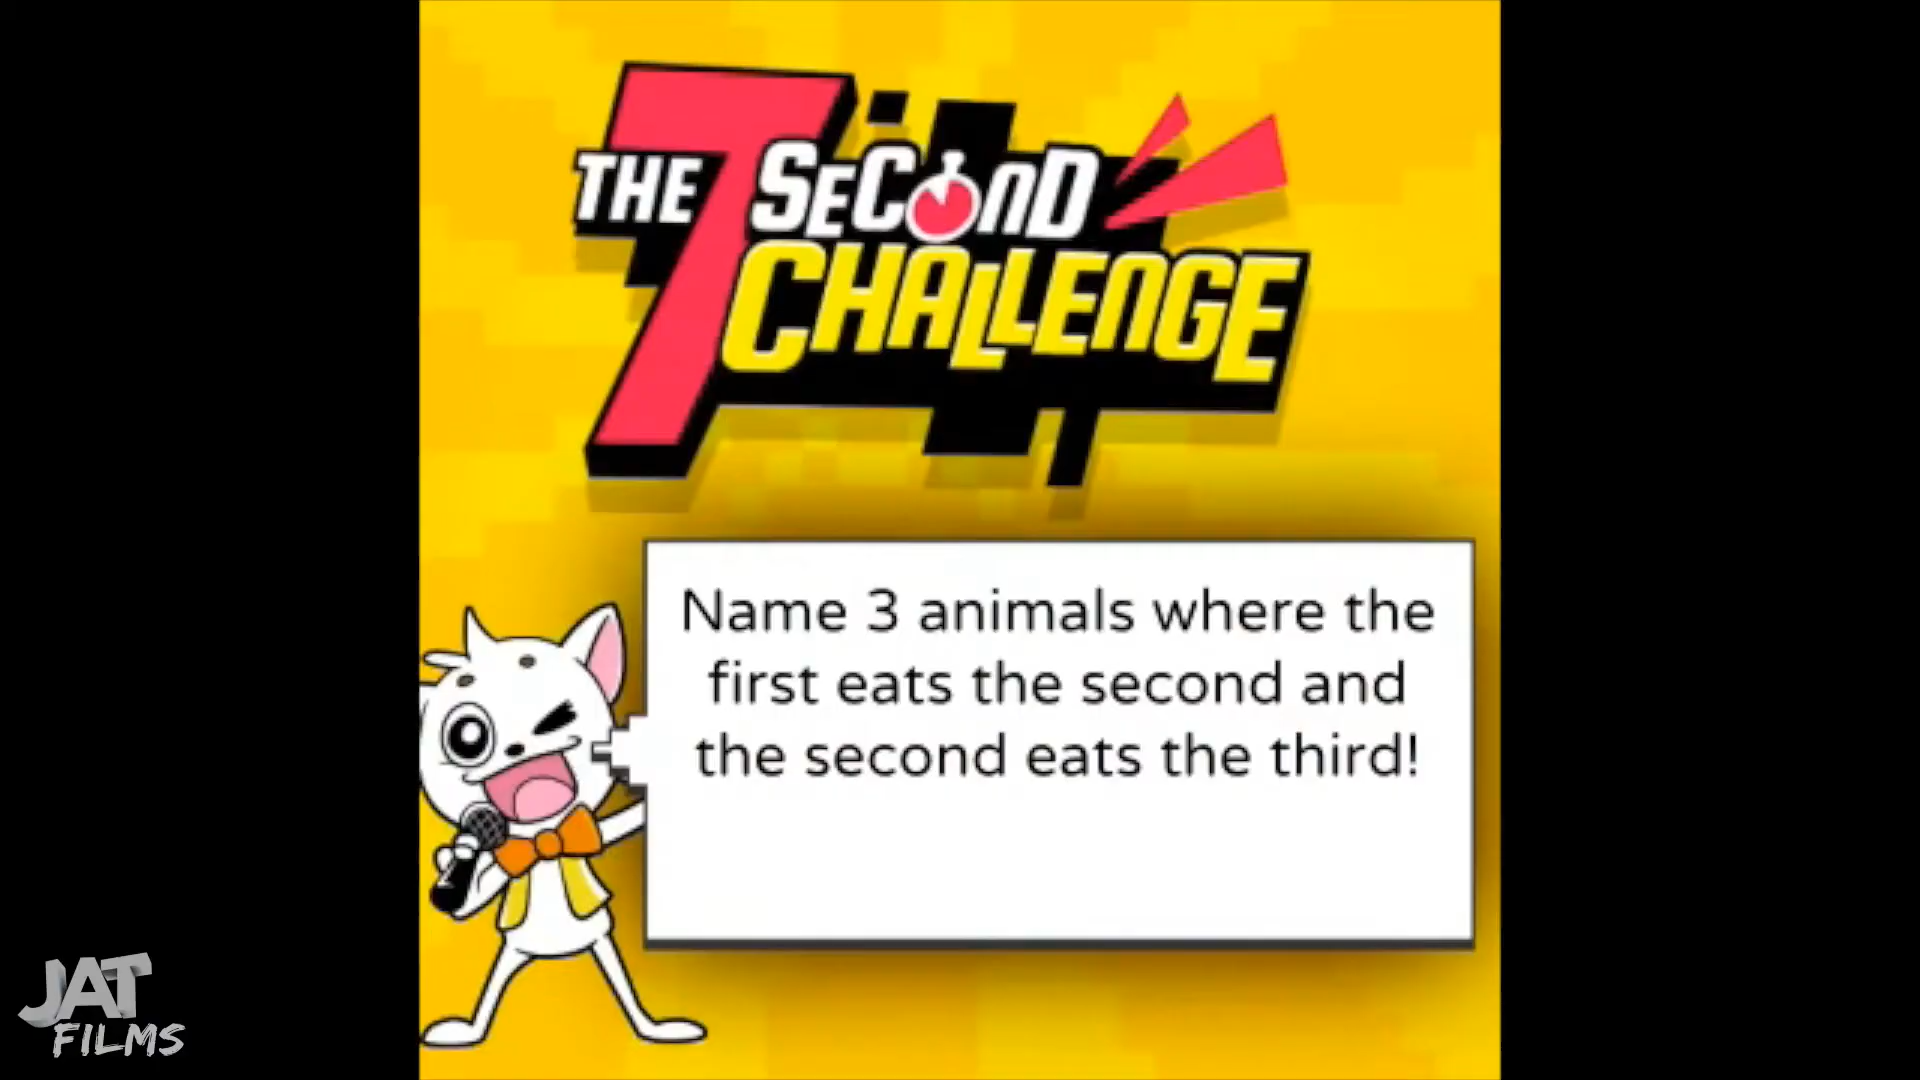 THE 7 SECOND
CHALLENGE
Name 3 animals where the
first eats the second and
the second eats the third!
JAT
FILMS